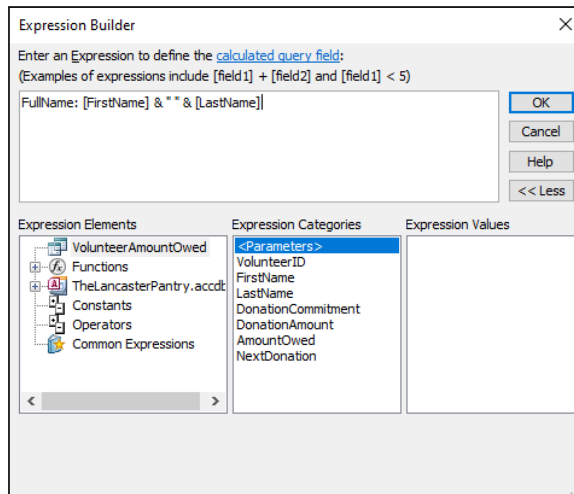 Expression Builder
Enter an Expression to define the calculated query field:
(Examples of expressions include [field1] + [field2] and [field1] < 5)
FullName: [FirstName] & " " & [LastName]
OK
Cancel
Help
<< Less
Expression Elements
VolunteerAmountOwed
Functions
TheLancasterPantry.accdb
Constants
Operators
Common Expressions
Expression Categories
<Parameters>
VolunteerID
FirstName
LastName
DonationCommitment
DonationAmount
AmountOwed
NextDonation
Expression Values